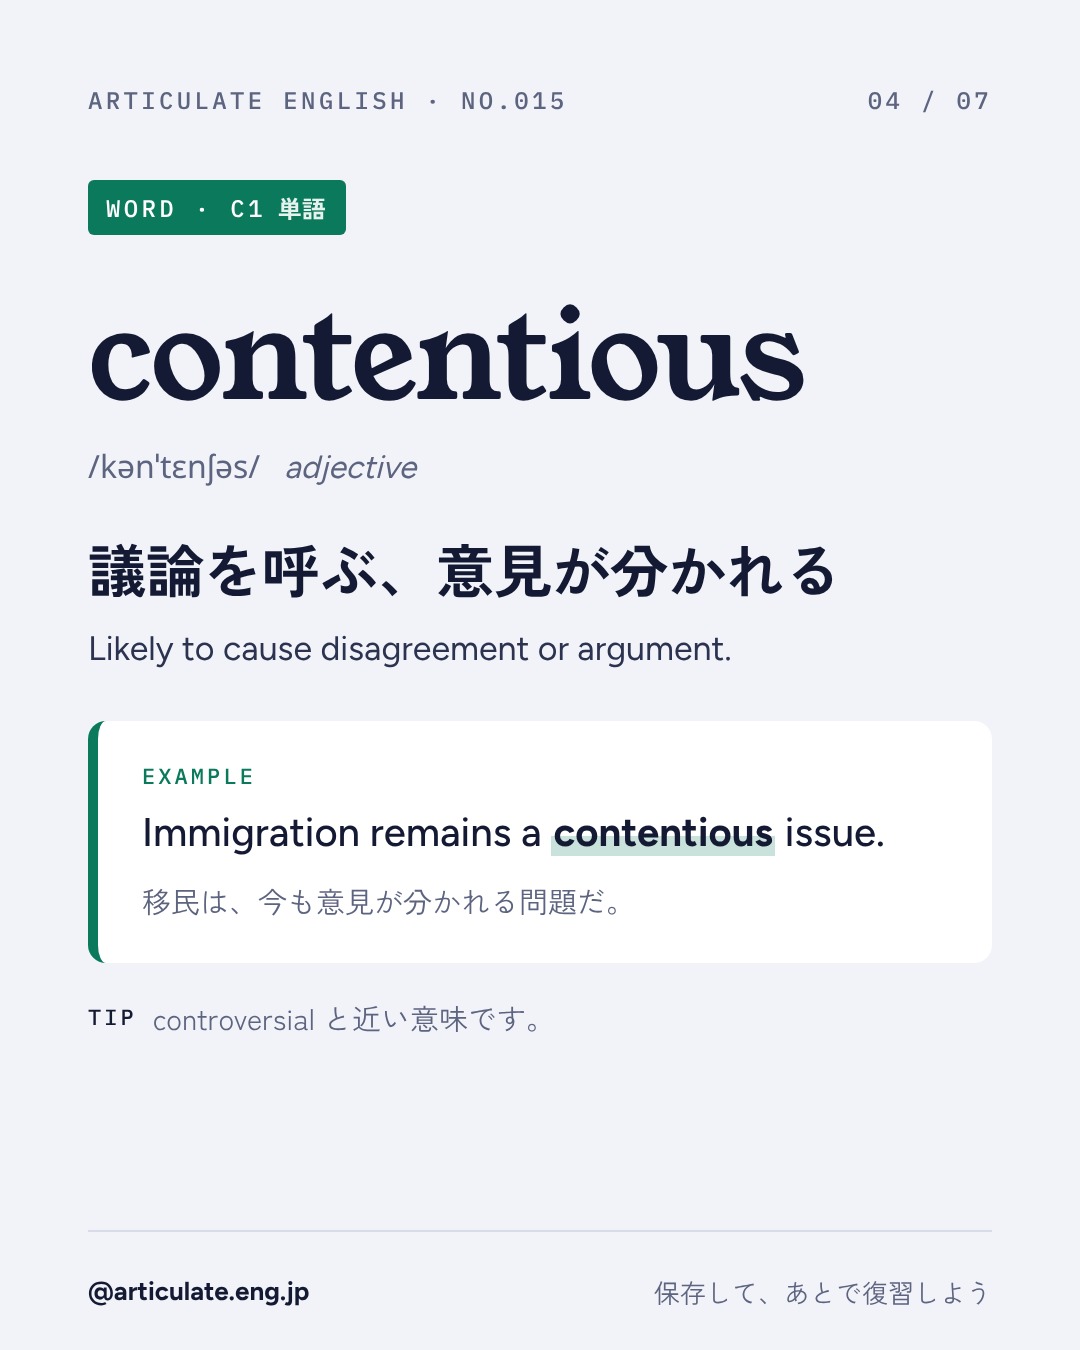 ARTICULATE ENGLISH · NO.015
04 / 07
WORD · C1 単語
contentious
/kən'tɛnʃəs/ adjective
議論を呼ぶ、意見が分かれる
Likely to cause disagreement or argument.
EXAMPLE
Immigration remains a contentious issue.
移民は、今も意見が分かれる問題だ。
TIP controversial と近い意味です。
@articulate.eng.jp
保存して、あとで復習しよう